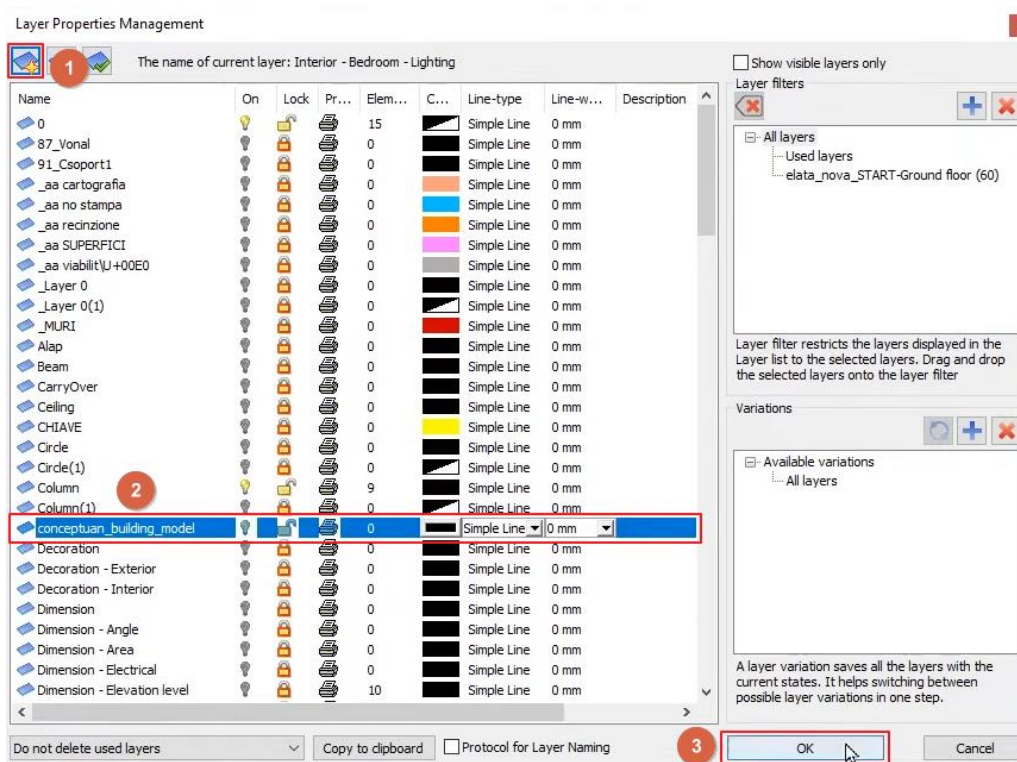 Layer Properties Management
1 The name of current layer: Interior - Bedroom - Lighting
Show visible layers only
Name On Lock Pr... Elem... C... Line-type Line-w... Description
0 15 Simple Line 0 mm
87_Vonal 0 Simple Line 0 mm
91_Csoport1 0 Simple Line 0 mm
_aa cartografia 0 Simple Line 0 mm
_aa no stampa 0 Simple Line 0 mm
_aa recinzione 0 Simple Line 0 mm
_aa SUPERFICI 0 Simple Line 0 mm
_aa viabilit\U+00E0 0 Simple Line 0 mm
_Layer 0 0 Simple Line 0 mm
_Layer 0(1) 0 Simple Line 0 mm
_MURI 0 Simple Line 0 mm
Alap 0 Simple Line 0 mm
Beam 0 Simple Line 0 mm
CarryOver 0 Simple Line 0 mm
Ceiling 0 Simple Line 0 mm
CHIAVE 0 Simple Line 0 mm
Circle 0 Simple Line 0 mm
Circle(1) 0 Simple Line 0 mm
Column 9 Simple Line 0 mm
2
Column(1) 0 Simple Line 0 mm
conceptuan_building_model 0 Simple Line 0 mm
Decoration 0 Simple Line 0 mm
Decoration - Exterior 0 Simple Line 0 mm
Decoration - Interior 0 Simple Line 0 mm
Dimension 0 Simple Line 0 mm
Dimension - Angle 0 Simple Line 0 mm
Dimension - Area 0 Simple Line 0 mm
Dimension - Electrical 0 Simple Line 0 mm
Dimension - Elevation level 10 Simple Line 0 mm
Layer filters
All layers
Used layers
elata_nova_START-Ground floor (60)
Layer filter restricts the layers displayed in the
Layer list to the selected layers. Drag and drop
the selected layers onto the layer filter
Variations
Available variations
All layers
A layer variation saves all the layers with the
current states. It helps switching between
possible layer variations in one step.
Do not delete used layers Copy to clipboard Protocol for Layer Naming 3 OK Cancel